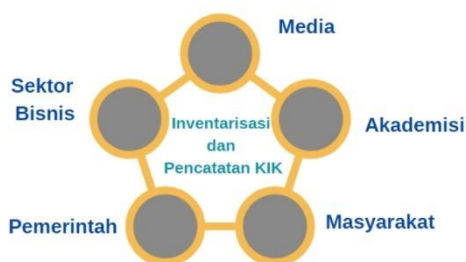 Media
Sektor
Bisnis
Inventarisasi
dan
Pencatatan KIK
Akademisi
Pemerintah
Masyarakat